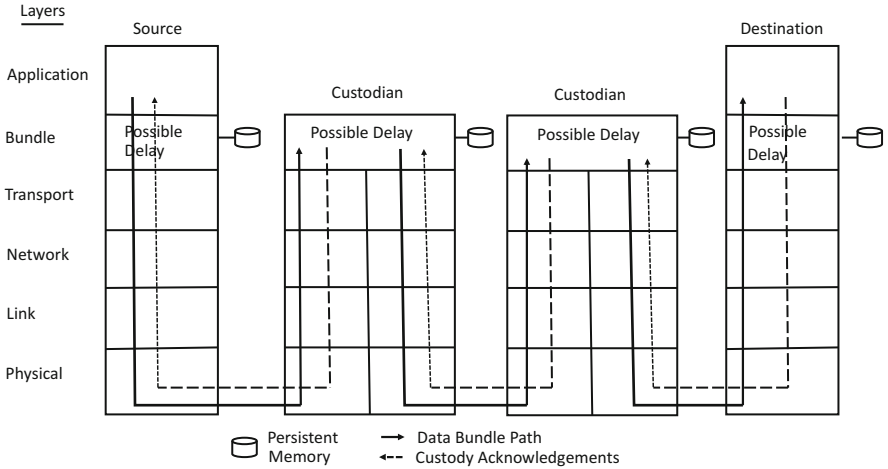 Layers
Source
Destination
Application
Custodian
Custodian
Bundle
Possible
Delay
Possible Delay
Possible Delay
Possible
Delay
Transport
Network
Link
Physical
Persistent
Memory
Data Bundle Path
Custody Acknowledgements